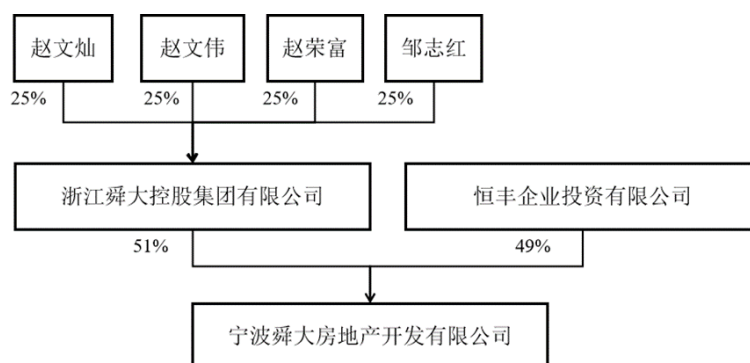 赵文灿
赵文伟
赵荣富
邹志红
25%
25%
25%
25%
浙江舜大控股集团有限公司
恒丰企业投资有限公司
51%
49%
宁波舜大房地产开发有限公司